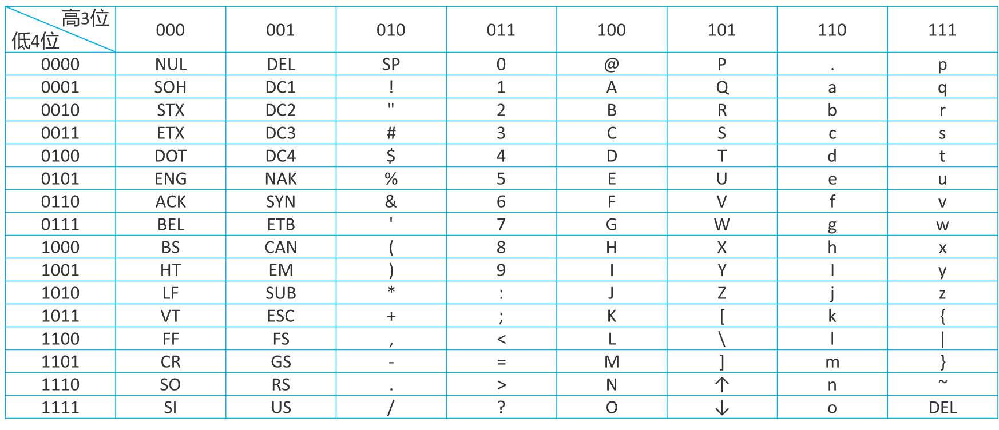 高3位
低4位 000 001 010 011 100 101 110 111
0000 NUL DEL SP 0 @ P . p
0001 SOH DC1 ! 1 A Q a q
0010 STX DC2 " 2 B R b r
0011 ETX DC3 # 3 C S c s
0100 DOT DC4 $ 4 D T d t
0101 ENG NAK % 5 E U e u
0110 ACK SYN & 6 F V f v
0111 BEL ETB ' 7 G W g w
1000 BS CAN ( 8 H X h x
1001 HT EM ) 9 I Y I y
1010 LF SUB * : J Z j z
1011 VT ESC + ; K [ k {
1100 FF FS , < L \ l |
1101 CR GS - = M ] m }
1110 SO RS . > N ↑ n ~
1111 SI US / ? O ↓ o DEL